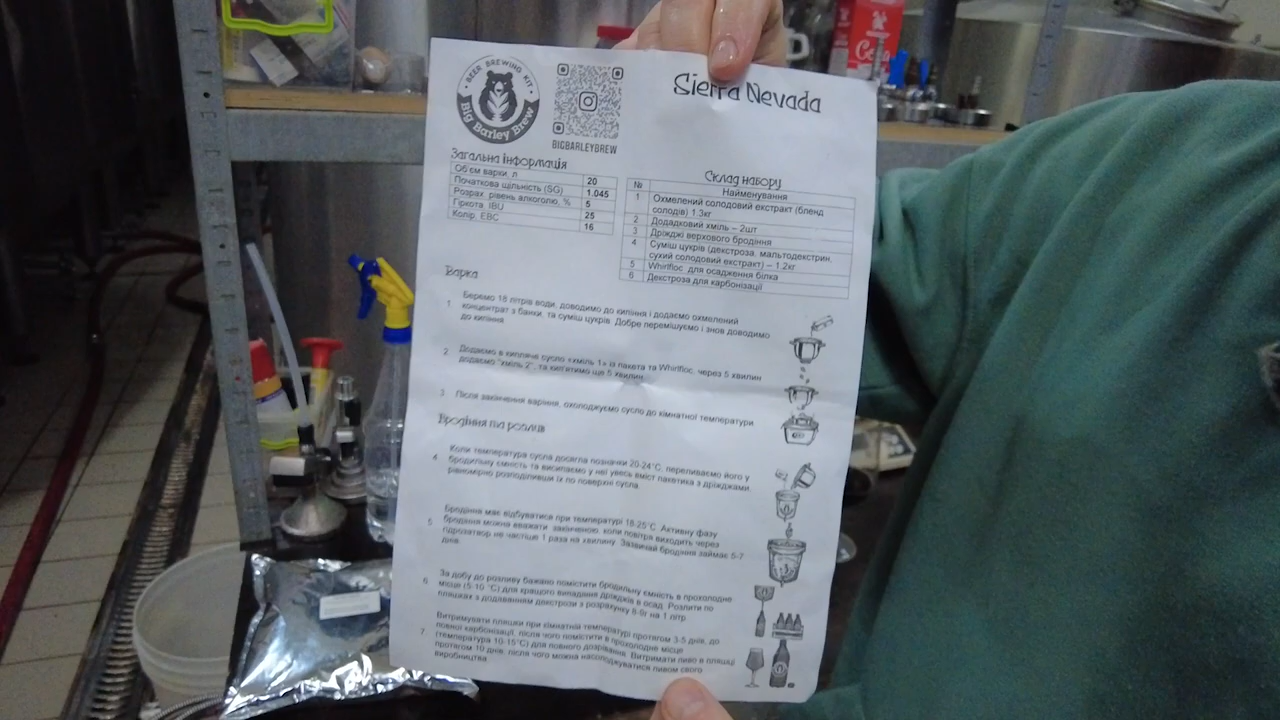 BEER BREWING KIT
Big Barley Brew
BIGBARLEYBREW
Sierra Nevada
Загальна інформація
Об'єм варки, л 20
Початкова щільність (SG) 1.045
Розрах. рівень алкоголю, % 5
Гіркота, IBU 25
Колір, EBC 16
Склад набору
№ Найменування
1 Охмелений солодовий екстракт (бленд
солодів) 1.3кг
2 Додадковий хміль – 2шт
3 Дріжджі верхового бродіння
4 Суміш цукрів (декстроза, мальтодекстрин,
сухий солодовий екстракт) – 1.2кг
5 Whirlfloc для осадження білка
6 Декстроза для карбонізації
Варка
1. Беремо 18 літрів води, доводимо до кипіння і додаємо охмелений
концентрат з банки, та суміш цукрів. Добре перемішуємо і знов доводимо
до кипіння
2. Додаємо в кипляче сусло «хміль 1» із пакета та Whirlfloc, через 5 хвилин
додаємо "хміль 2", та кип'ятимо ще 5 хвилин
3. Після закінчення варіння, охолоджуємо сусло до кімнатної температури
Бродіння та розлив
4. Коли температура сусла досягла позначки 20-24°С, переливаємо його у
бродильну ємність та висипаємо у неї увесь вміст пакетика з дріжджами,
рівномірно розподіливши їх по поверхні сусла.
5. Бродіння має відбуватися при температурі 18-25°С. Активну фазу
бродіння можна вважати закінченою, коли повітря виходить через
гідрозатвор не частіше 1 раза на хвилину. Зазвичай бродіння займає 5-7
днів
6. За добу до розливу бажано помістити бродильну ємність в прохолодне
місце (5-10 °С) для кращого випадення дріжджів в осад. Розлити по
пляшках з додаванням декстрози з розрахунку 8-9г на 1 літр
7. Витримувати пляшки при кімнатній температурі протягом 3-5 днів, до
повної карбонізації, після чого помістити в прохолодне місце
(температура 10-15°С) для повного дозрівання. Витримати пиво в пляшці
протягом 10 днів, після чого можна насолоджуватися пивом свого
виробництва